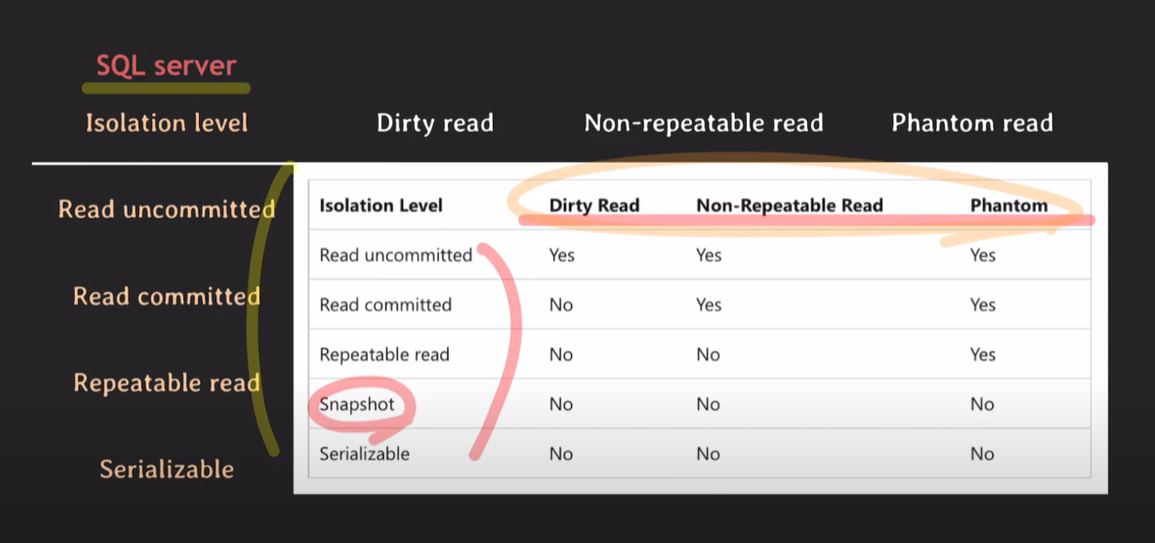 SQL server
Isolation level Dirty read Non-repeatable read Phantom read
Read uncommitted
Read committed
Repeatable read
Serializable
Isolation Level Dirty Read Non-Repeatable Read Phantom
Read uncommitted Yes Yes Yes
Read committed No Yes Yes
Repeatable read No No Yes
Snapshot No No No
Serializable No No No